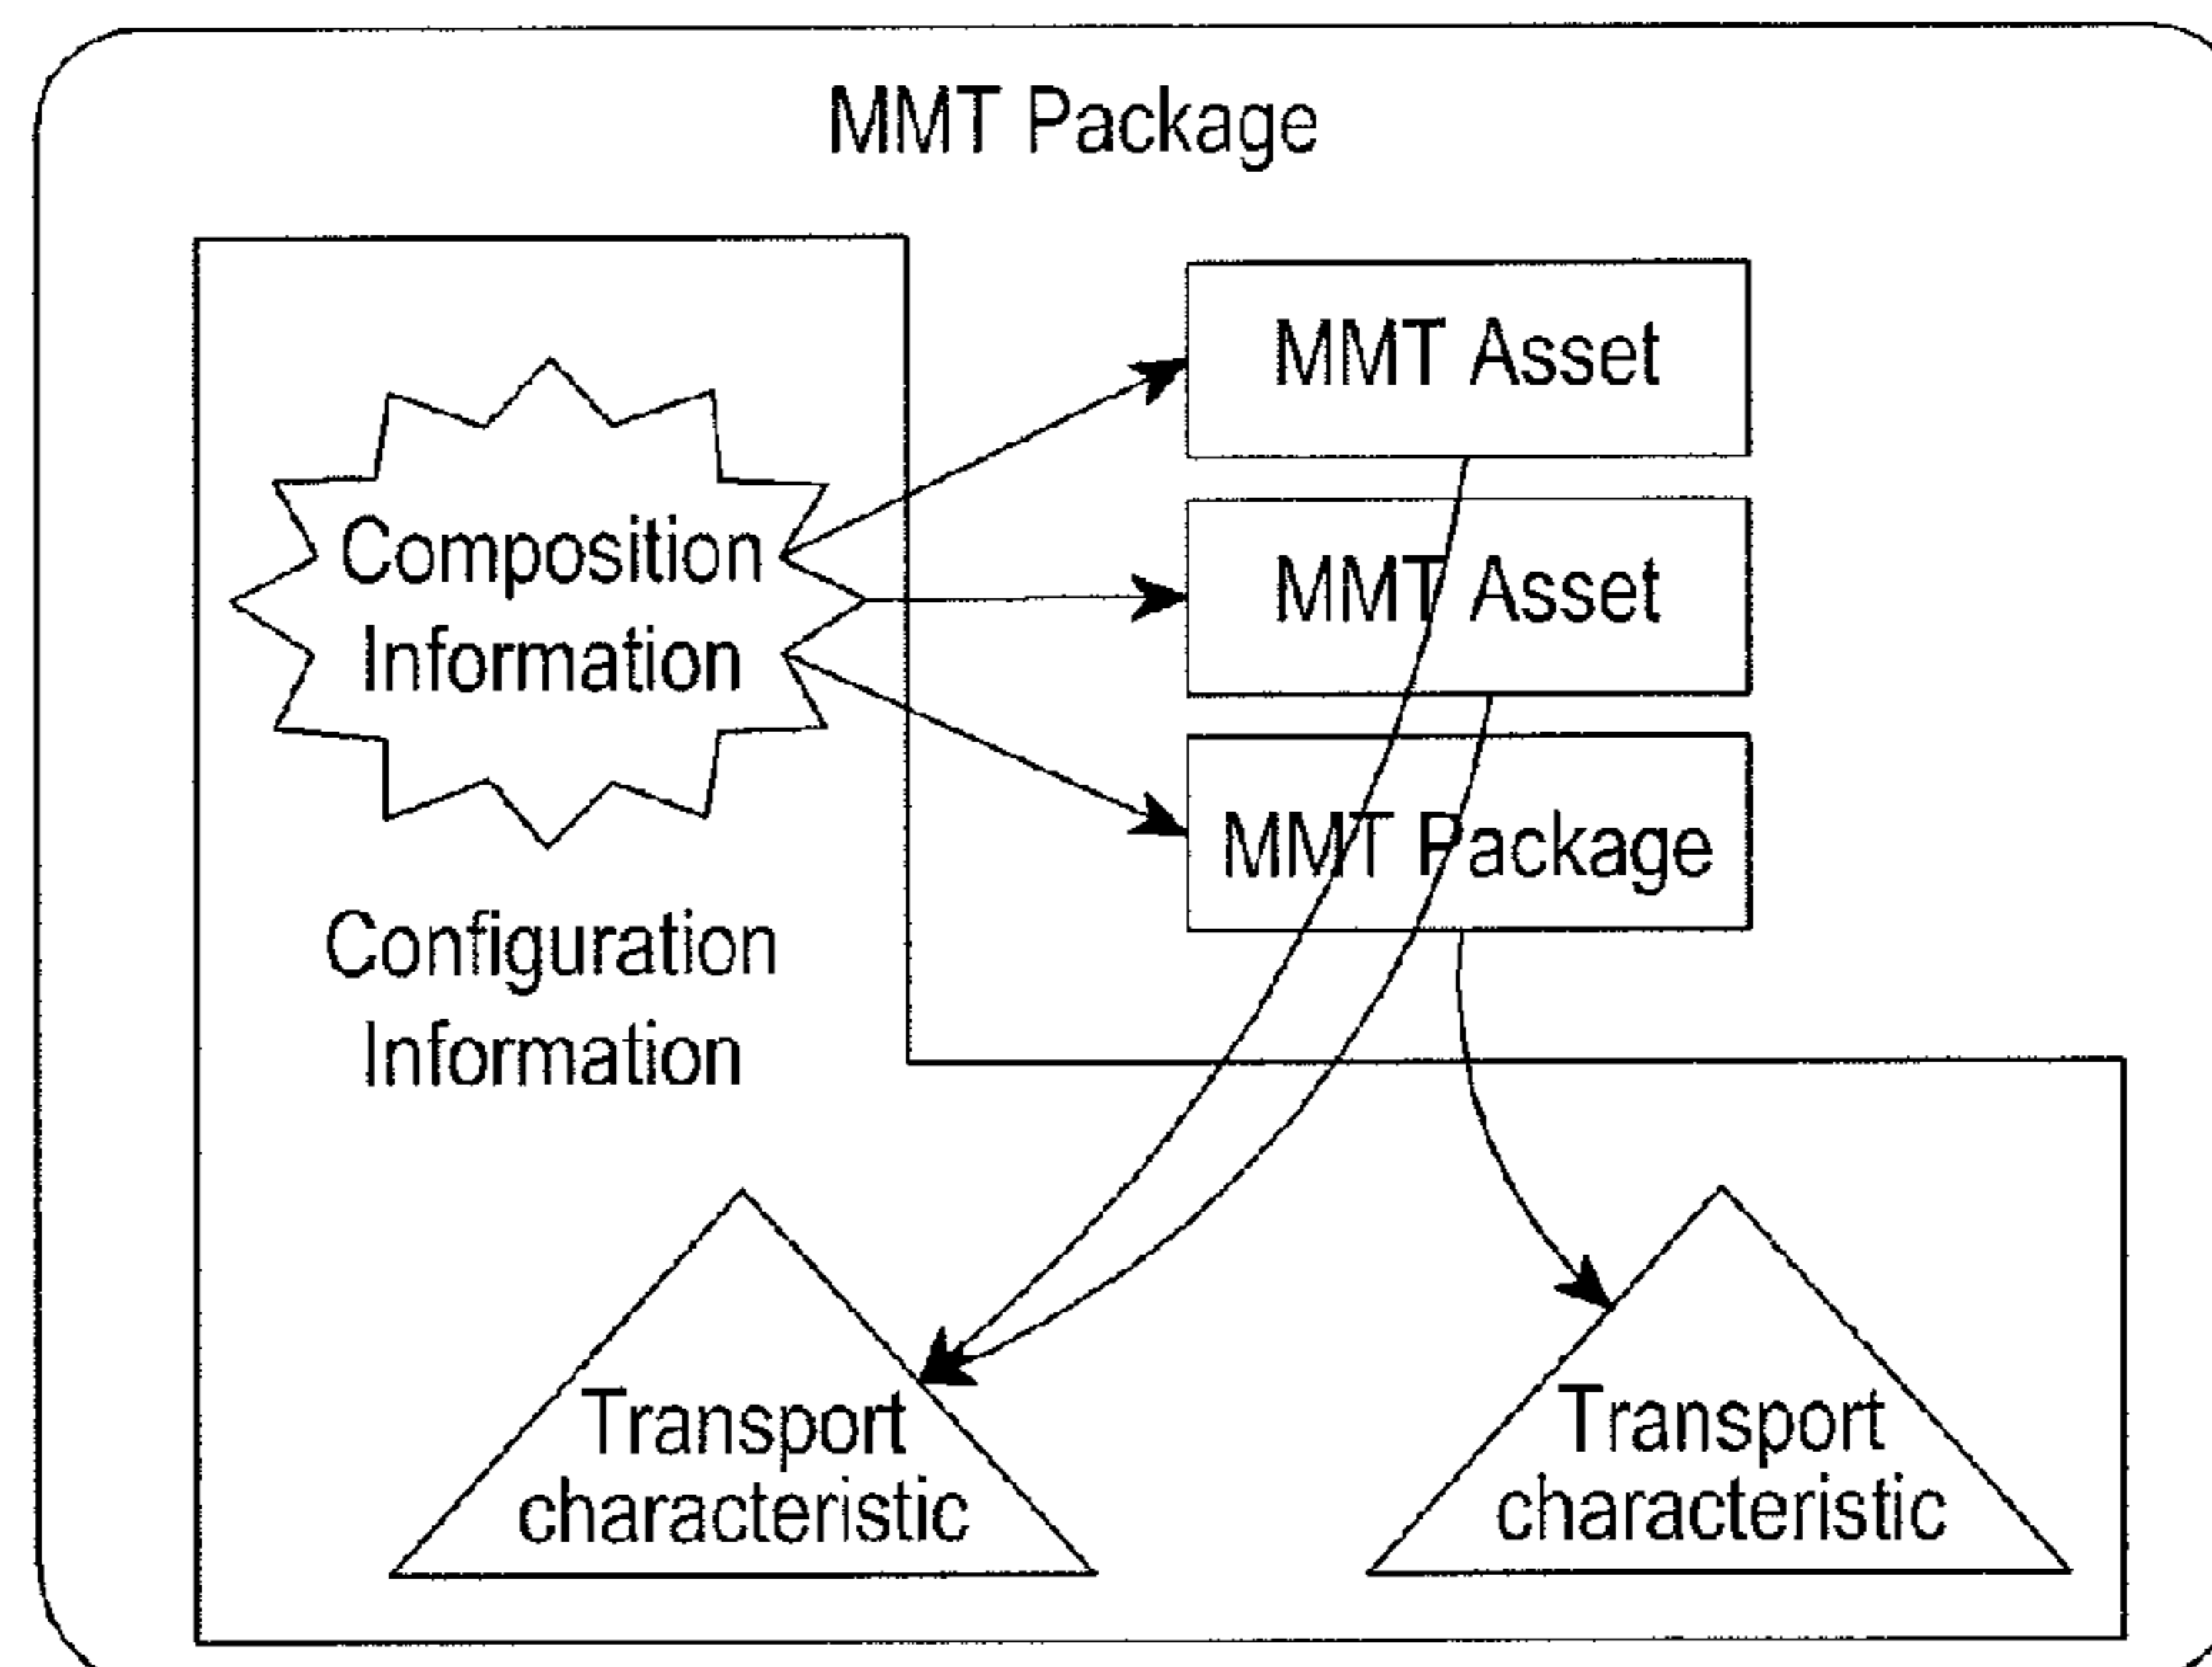 MMT Package
MMT Asset
MMT Asset
MMT Package
Composition
Information
Configuration
Information
Transport
characteristic
Transport
characteristic